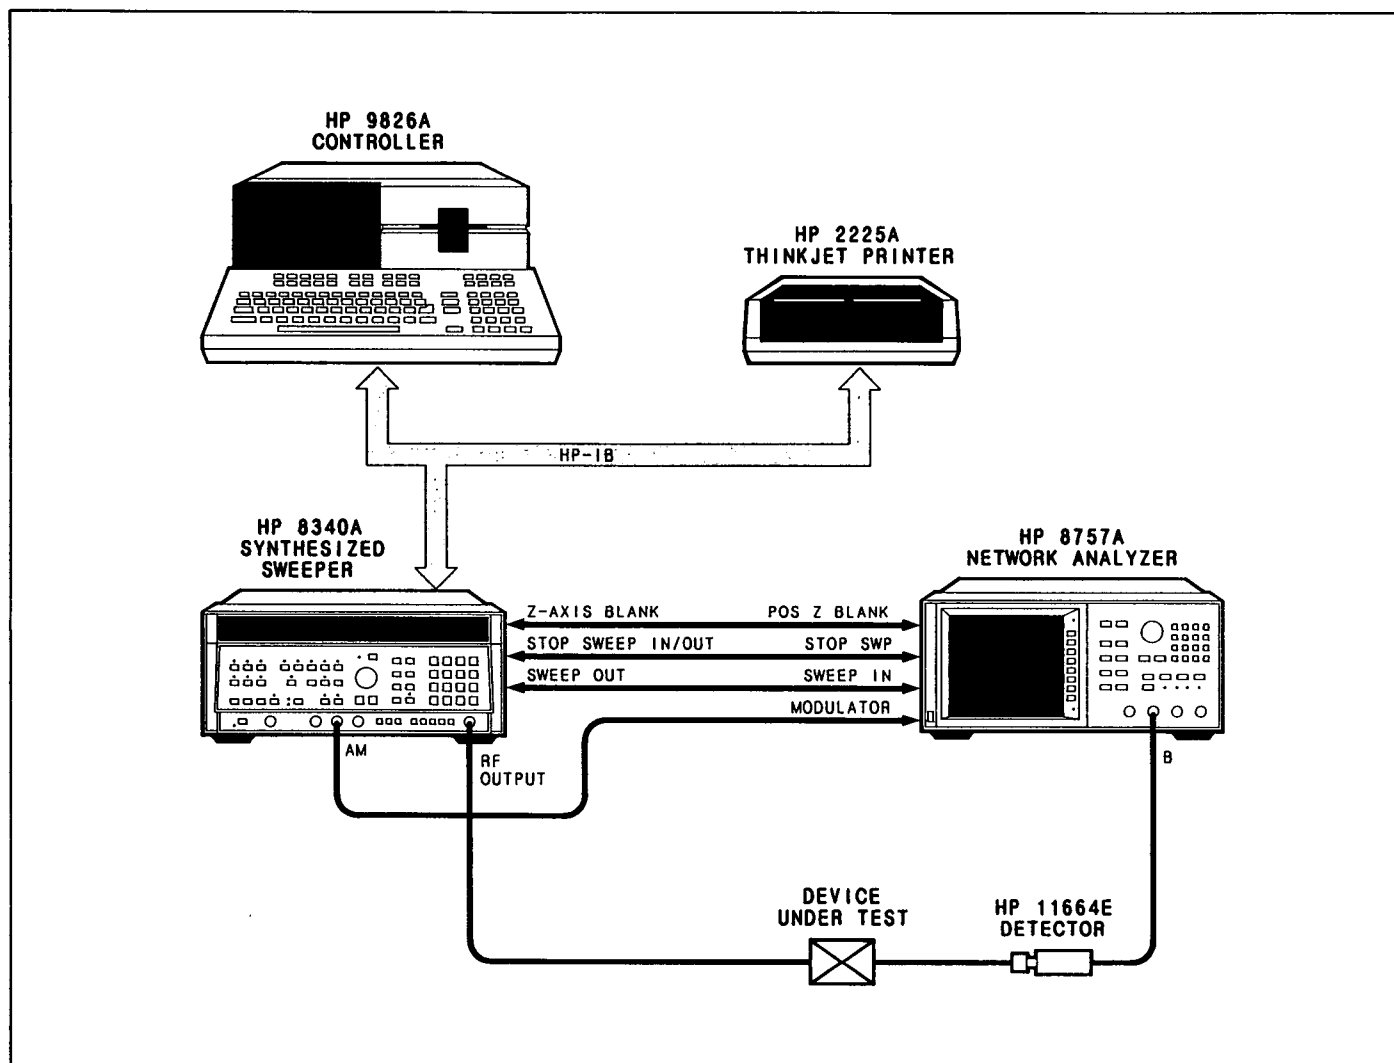 HP 9826A
CONTROLLER
HP 2225A
THINKJET PRINTER
HP-IB
HP 8340A
SYNTHESIZED
SWEEPER
HP 8757A
NETWORK ANALYZER
Z-AXIS BLANK POS Z BLANK
STOP SWEEP IN/OUT STOP SWP
SWEEP OUT SWEEP IN
MODULATOR
AM
RF
OUTPUT
B
DEVICE
UNDER TEST
HP 11664E
DETECTOR